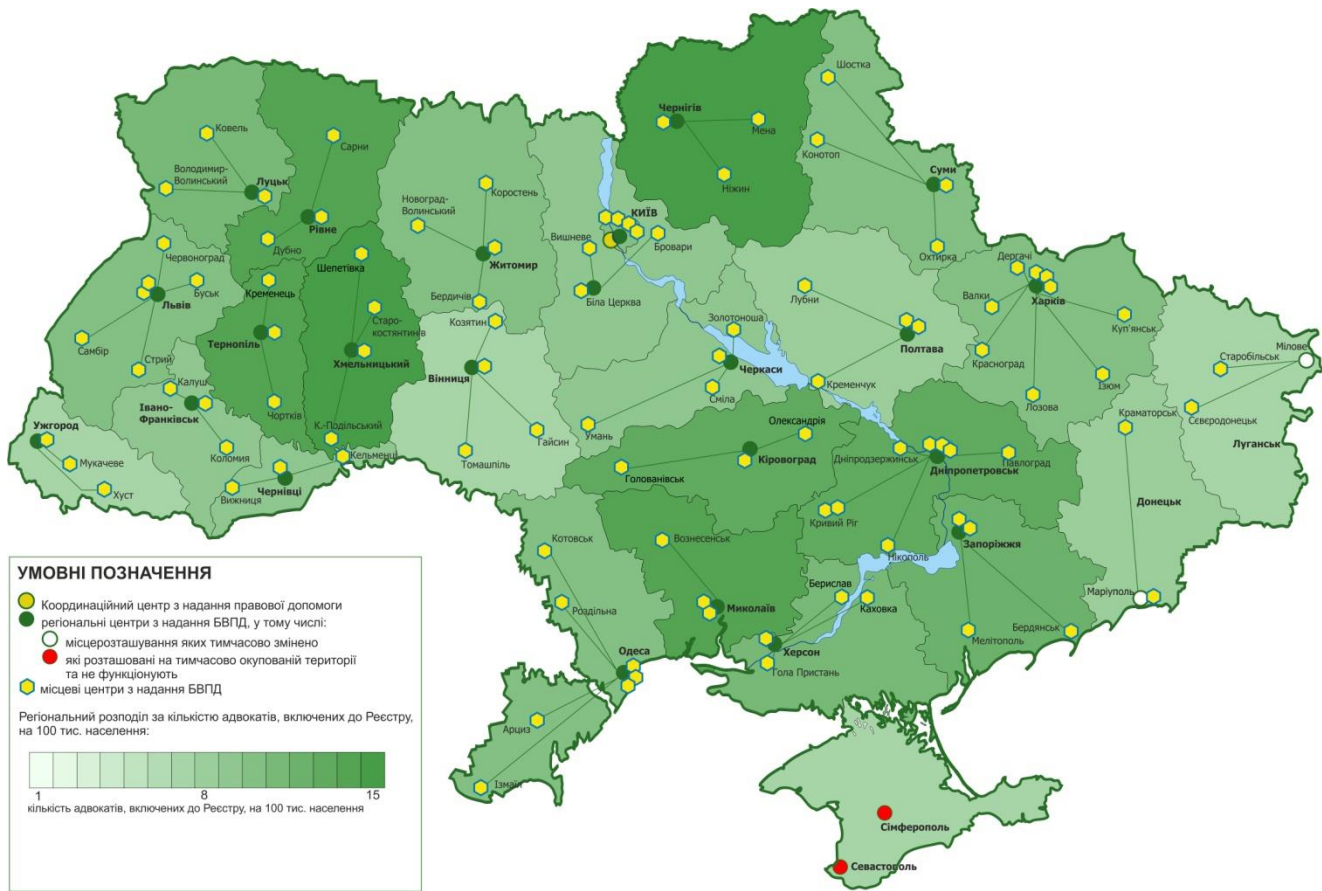 Шостка
Чернігів
Мена
Конотоп
Ніжин
Суми
Охтирка
Ковель
Сарни
Володимир-
Волинський
Луцьк
Рівне
Дубно
Новоград-
Волинський
Коростень
Житомир
Бердичів
КИЇВ
Вишневе
Бровари
Біла Церква
Червоноград
Львів
Буськ
Самбір
Стрий
Кременець
Шепетівка
Старо-
костянтинів
Тернопіль
Хмельницький
Чортків
К.-Подільський
Козятин
Вінниця
Гайсин
Томашпіль
Калуш
Івано-
Франківськ
Коломия
Ужгород
Мукачеве
Хуст
Кельменці
Чернівці
Вижниця
Золотоноша
Черкаси
Сміла
Умань
Лубни
Полтава
Кременчук
Дергачі
Валки
Харків
Куп'янськ
Красноград
Ізюм
Лозова
Мілове
Старобільськ
Сєвєродонецьк
Луганськ
Краматорськ
Донецьк
Маріуполь
Олександрія
Кіровоград
Голованівськ
Дніпродзержинськ
Дніпропетровськ
Павлоград
Кривий Ріг
Нікополь
Запоріжжя
Мелітополь
Бердянськ
Котовськ
Роздільна
Одеса
Арциз
Ізмаїл
Вознесенськ
Миколаїв
Берислав
Каховка
Херсон
Гола Пристань
Сімферополь
Севастополь
УМОВНІ ПОЗНАЧЕННЯ
Координаційний центр з надання правової допомоги
регіональні центри з надання БВПД, у тому числі:
місцерозташування яких тимчасово змінено
які розташовані на тимчасово окупованій території
та не функціонують
місцеві центри з надання БВПД
Регіональний розподіл за кількістю адвокатів, включених до Реєстру,
на 100 тис. населення:
1 8 15
кількість адвокатів, включених до Реєстру, на 100 тис. населення